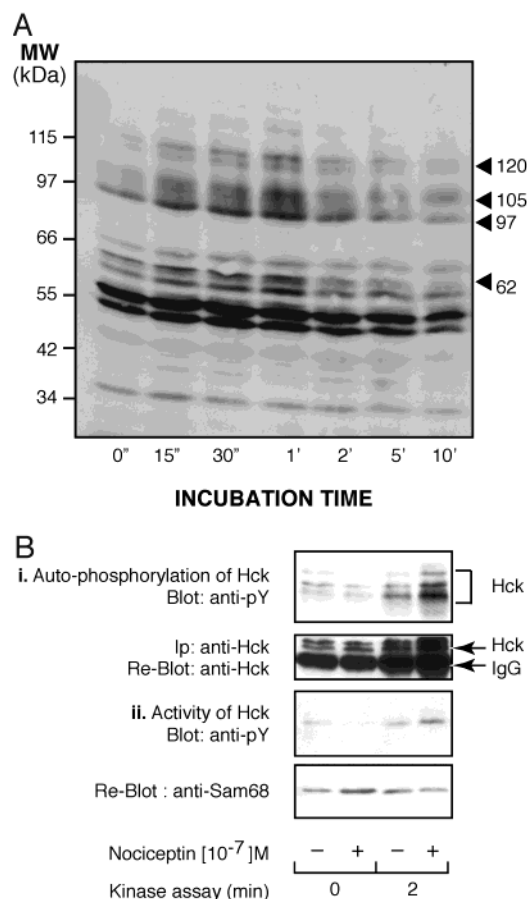 A
MW
(kDa)
115
97
66
55
42
34
120
105
97
62
0" 15" 30" 1' 2' 5' 10'
INCUBATION TIME
B
i. Auto-phosphorylation of Hck
Blot: anti-pY
Hck
Ip: anti-Hck
Re-Blot: anti-Hck
Hck
IgG
ii. Activity of Hck
Blot: anti-pY
Re-Blot : anti-Sam68
Nociceptin [10-7]M − + − +
Kinase assay (min) 0 2